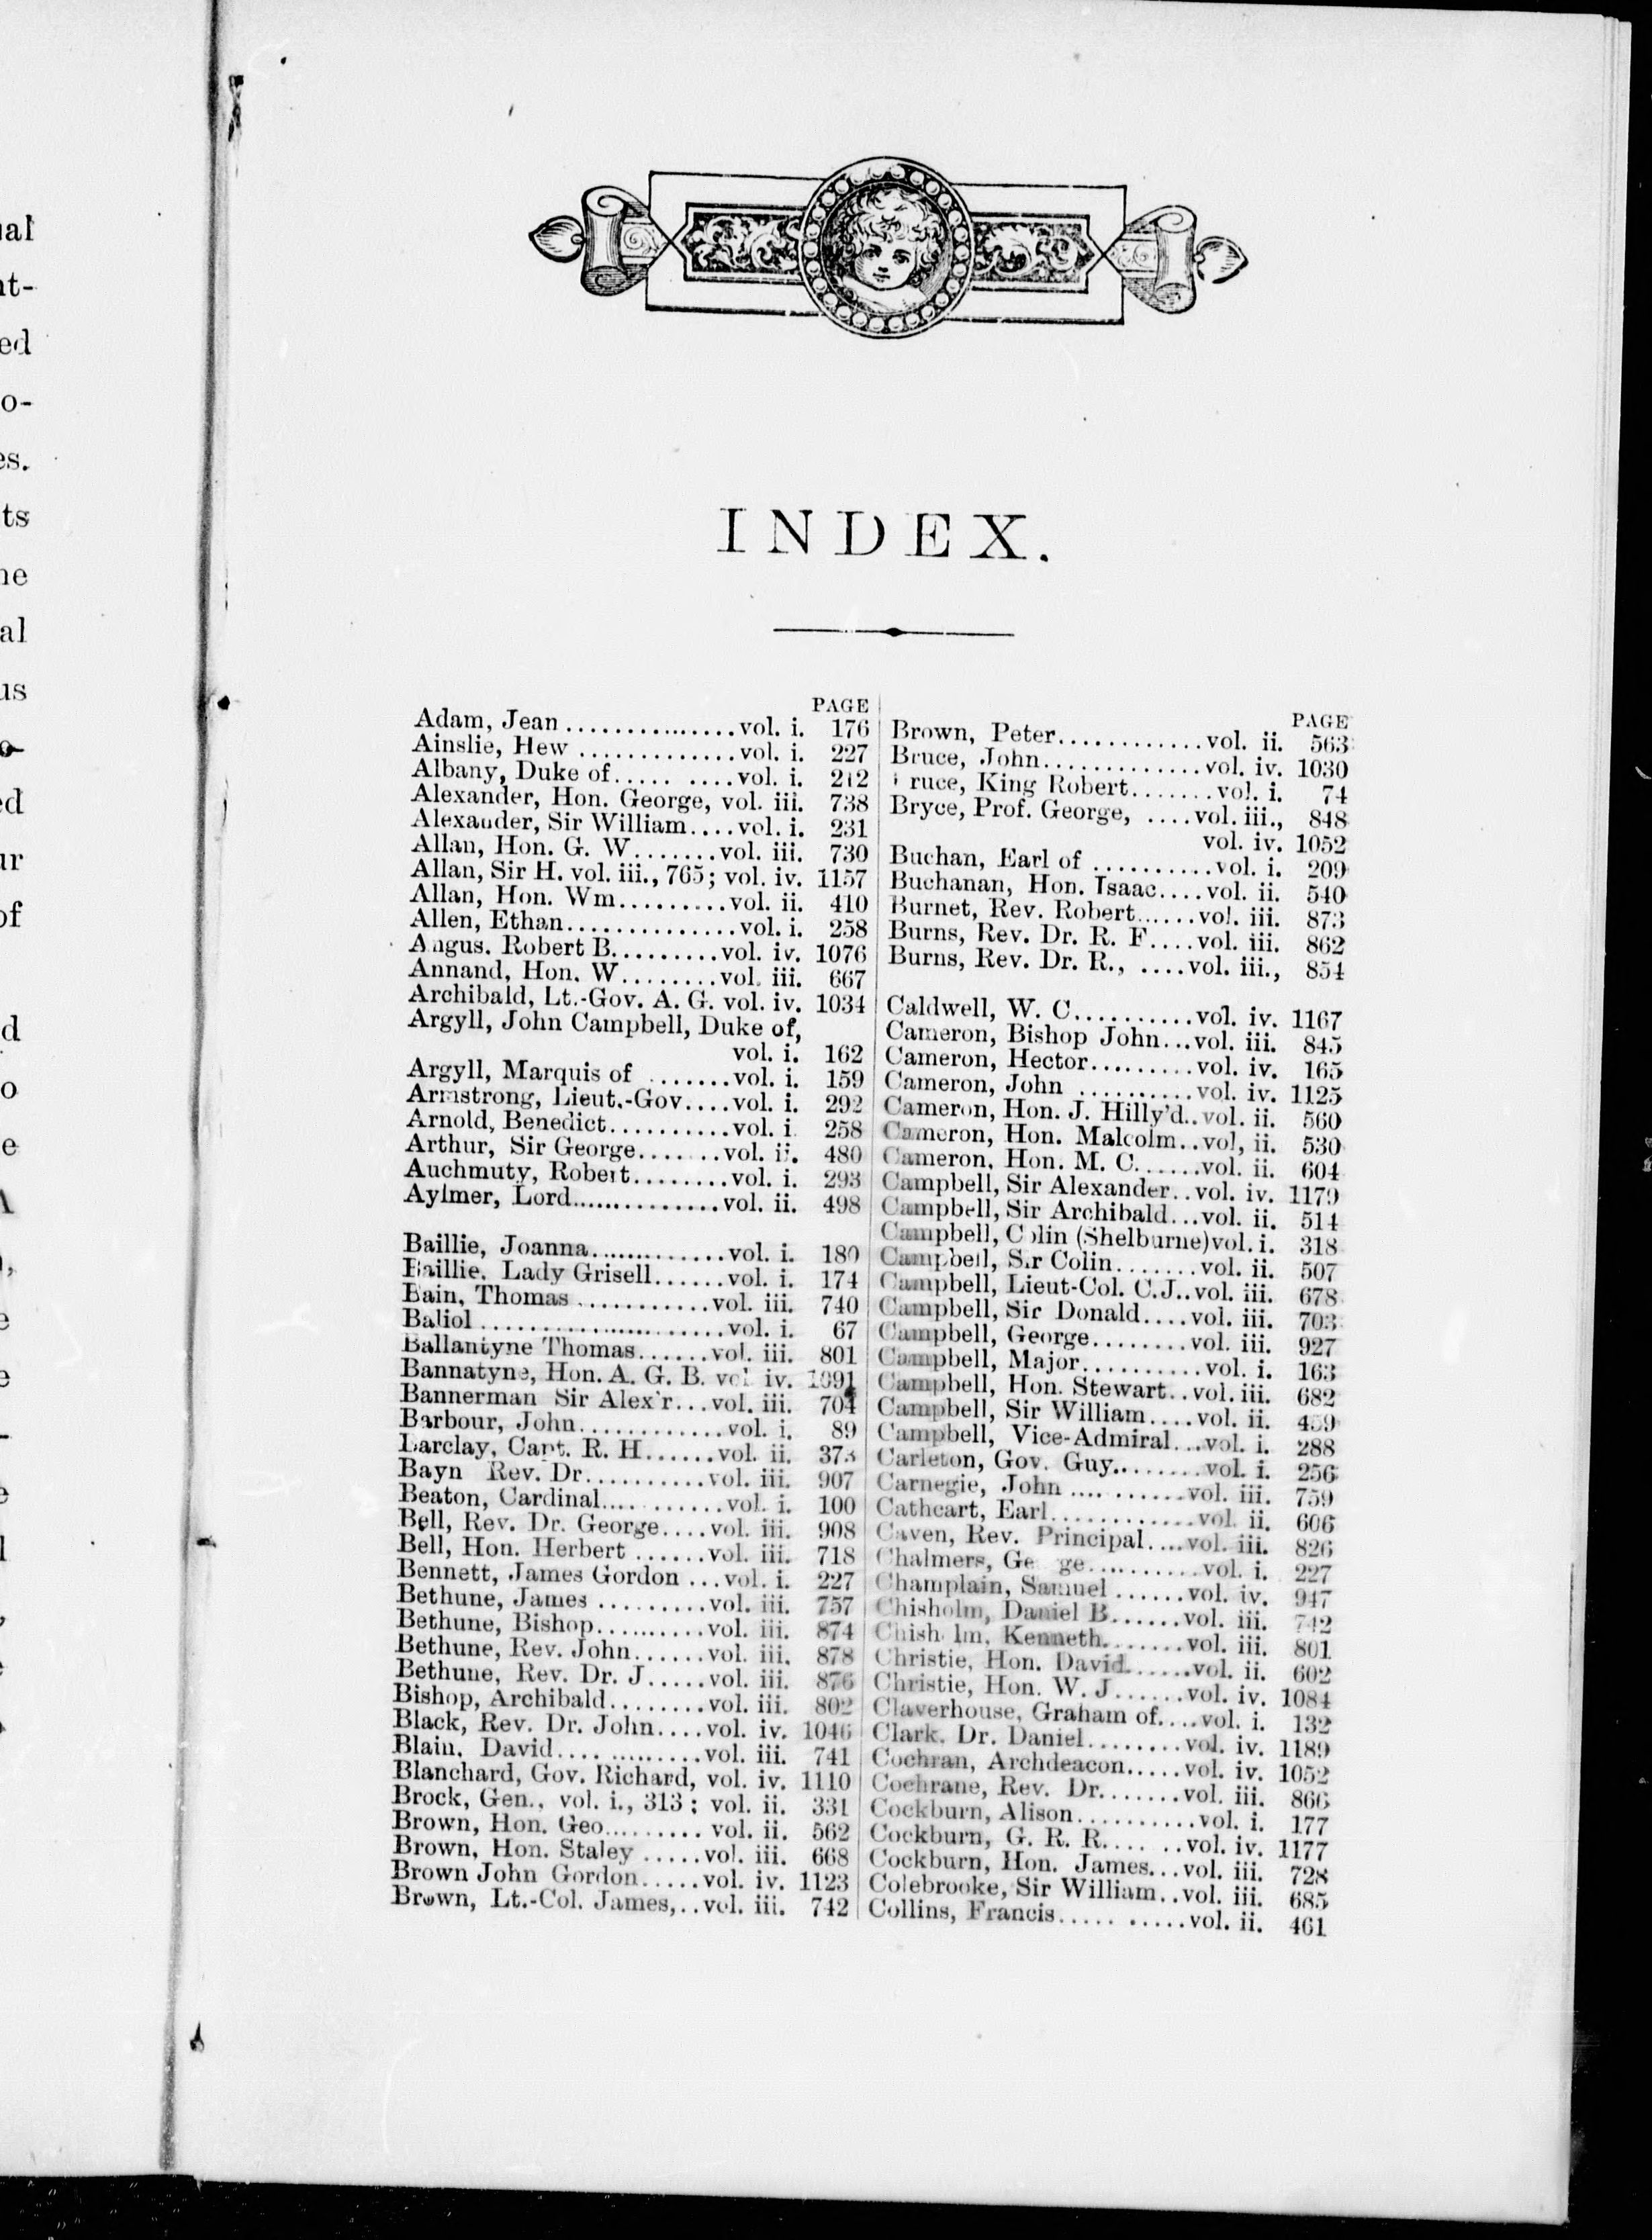 al
nt-
ed
o-
es.
ts
ne
al
us
o-
ed
ur
of
d
o
e
A
INDEX.
PAGE
Adam, Jean ................vol. i. 176
Ainslie, Hew ..............vol. i. 227
Albany, Duke of..... ....vol. i. 212
Alexander, Hon. George, vol. iii. 738
Alexander, Sir William....vol. i. 231
Allan, Hon. G. W.......vol. iii. 730
Allan, Sir H. vol. iii., 765; vol. iv. 1157
Allan, Hon. Wm.........vol. ii. 410
Allen, Ethan...............vol. i. 258
Angus. Robert B.........vol. iv. 1076
Annand, Hon. W........vol. iii. 667
Archibald, Lt.-Gov. A. G. vol. iv. 1034
Argyll, John Campbell, Duke of,
vol. i. 162
Argyll, Marquis of .......vol. i. 159
Armstrong, Lieut.-Gov....vol. i. 292
Arnold, Benedict..........vol. i. 258
Arthur, Sir George.......vol. ii. 480
Auchmuty, Robert........vol. i. 293
Aylmer, Lord...............vol. ii. 498
Baillie, Joanna.............vol. i. 180
Baillie, Lady Grisell......vol. i. 174
Bain, Thomas ............vol. iii. 740
Baliol ........................vol. i. 67
Ballantyne Thomas......vol. iii. 801
Bannatyne, Hon. A. G. B. vol iv. 1091
Bannerman Sir Alex'r...vol. iii. 704
Barbour, John.............vol. i. 89
Barclay, Capt. R. H......vol. ii. 373
Bayn Rev. Dr...........vol. iii. 907
Beaton, Cardinal.... .......vol. i. 100
Bell, Rev. Dr. George....vol. iii. 908
Bell, Hon. Herbert ......vol. iii. 718
Bennett, James Gordon ...vol. i. 227
Bethune, James ..........vol. iii. 757
Bethune, Bishop..........vol. iii. 874
Bethune, Rev. John......vol. iii. 878
Bethune, Rev. Dr. J.....vol. iii. 876
Bishop, Archibald........vol. iii. 802
Black, Rev. Dr. John....vol. iv. 1046
Blain, David.... .........vol. iii. 741
Blanchard, Gov. Richard, vol. iv. 1110
Brock, Gen., vol. i., 313; vol. ii. 331
Brown, Hon. Geo......... vol. ii. 562
Brown, Hon. Staley .....vol. iii. 668
Brown John Gordon.....vol. iv. 1123
Brown, Lt.-Col. James,..vol. iii. 742
PAGE
Brown, Peter............vol. ii. 563
Bruce, John..............vol. iv. 1030
ruce, King Robert.......vol. i. 74
Bryce, Prof. George, ....vol. iii., 848
vol. iv. 1052
Buchan, Earl of ..........vol. i. 209
Buchanan, Hon. Isaac....vol. ii. 540
Burnet, Rev. Robert......vol. iii. 873
Burns, Rev. Dr. R. F....vol. iii. 862
Burns, Rev. Dr. R., ....vol. iii., 854
Caldwell, W. C..........vol. iv. 1167
Cameron, Bishop John...vol. iii. 845
Cameron, Hector.........vol. iv. 165
Cameron, John ..........vol. iv. 1125
Cameron, Hon. J. Hilly'd..vol. ii. 560
Cameron, Hon. Malcolm..vol, ii. 530
Cameron, Hon. M. C......vol. ii. 604
Campbell, Sir Alexander..vol. iv. 1179
Campbell, Sir Archibald...vol. ii. 514
Campbell, Colin (Shelburne)vol. i. 318
Campbell, Sir Colin.......vol. ii. 507
Campbell, Lieut-Col. C.J..vol. iii. 678
Campbell, Sir Donald....vol. iii. 703
Campbell, George.........vol. iii. 927
Campbell, Major..........vol. i. 163
Campbell, Hon. Stewart..vol. iii. 682
Campbell, Sir William....vol. ii. 459
Campbell, Vice-Admiral...vol. i. 288
Carleton, Gov. Guy........vol. i. 256
Carnegie, John .... .......vol. iii. 759
Cathcart, Earl.............vol. ii. 606
Caven, Rev. Principal....vol. iii. 826
Chalmers, Ge ge...........vol. i. 227
Champlain, Samuel ......vol. iv. 947
Chisholm, Daniel B......vol. iii. 742
Chish lm, Kenneth........vol. iii. 801
Christie, Hon. David......vol. ii. 602
Christie, Hon. W. J......vol. iv. 1084
Claverhouse, Graham of....vol. i. 132
Clark. Dr. Daniel........vol. iv. 1189
Cochran, Archdeacon.....vol. iv. 1052
Cochrane, Rev. Dr.......vol. iii. 866
Cockburn, Alison..........vol. i. 177
Cockburn, G. R. R.... ..vol. iv. 1177
Cockburn, Hon. James...vol. iii. 728
Colebrooke, Sir William..vol. iii. 685
Collins, Francis..... .....vol. ii. 461